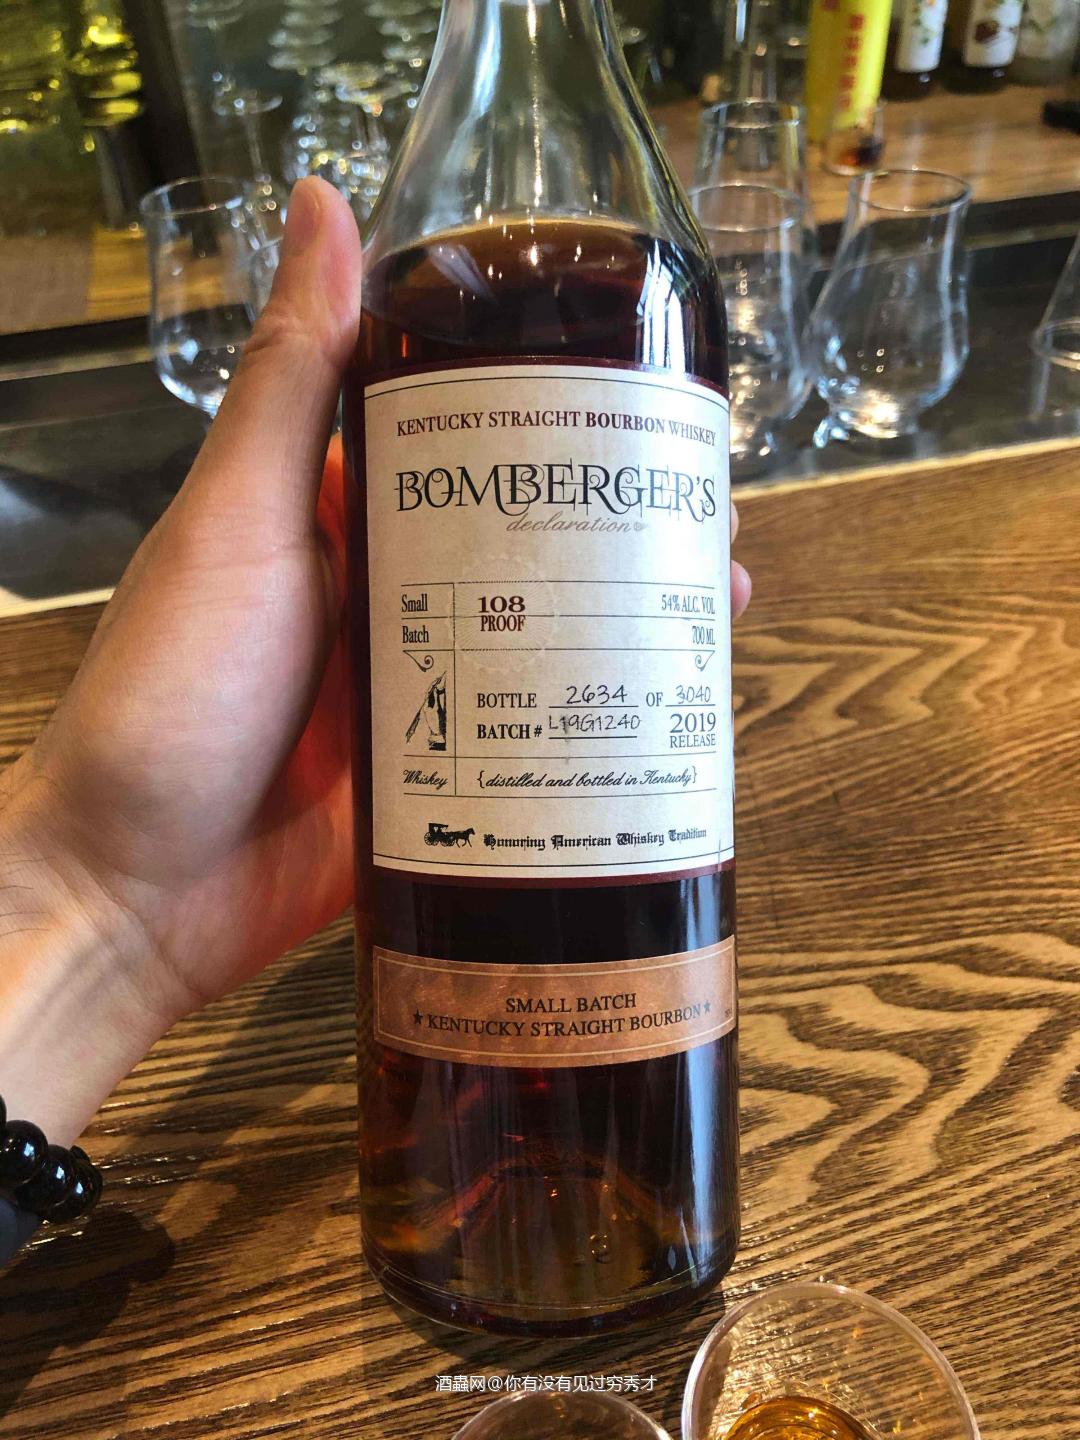 KENTUCKY STRAIGHT BOURBON WHISKEY
BOMBERGER'S
declaration
Small
Batch
108
PROOF
54% ALC. VOL
700 ML
BOTTLE 2634 OF 3040
BATCH # L19G1240
2019
RELEASE
Whiskey
{distilled and bottled in Kentucky}
Honoring American Whiskey Tradition
SMALL BATCH
★ KENTUCKY STRAIGHT BOURBON ★
酒蟲网@你有没有见过穷秀才